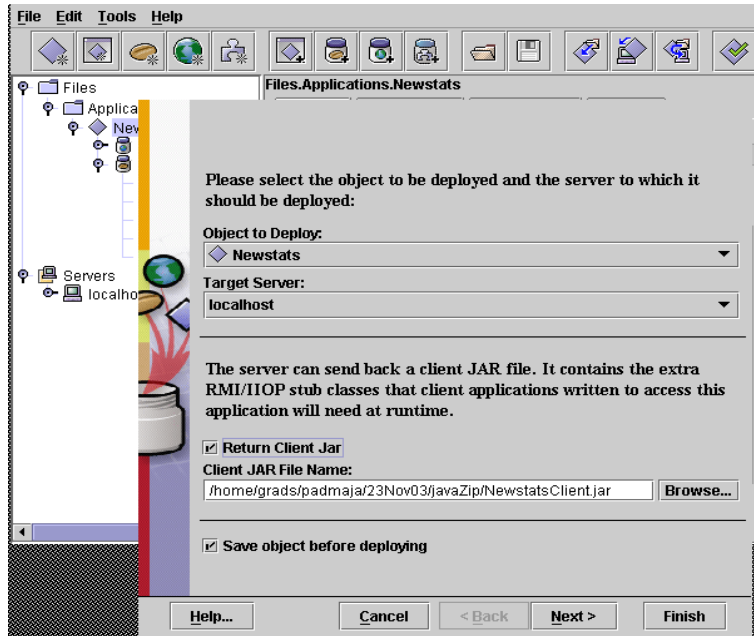 File Edit Tools Help
Files.Applications.Newstats
Files
Applica
New
Servers
localho
Please select the object to be deployed and the server to which it
should be deployed:
Object to Deploy:
Newstats
Target Server:
localhost
The server can send back a client JAR file. It contains the extra
RMI/IIOP stub classes that client applications written to access this
application will need at runtime.
Return Client Jar
Client JAR File Name:
/home/grads/padmaja/23Nov03/javaZip/NewstatsClient.jar Browse...
Save object before deploying
Help... Cancel < Back Next > Finish